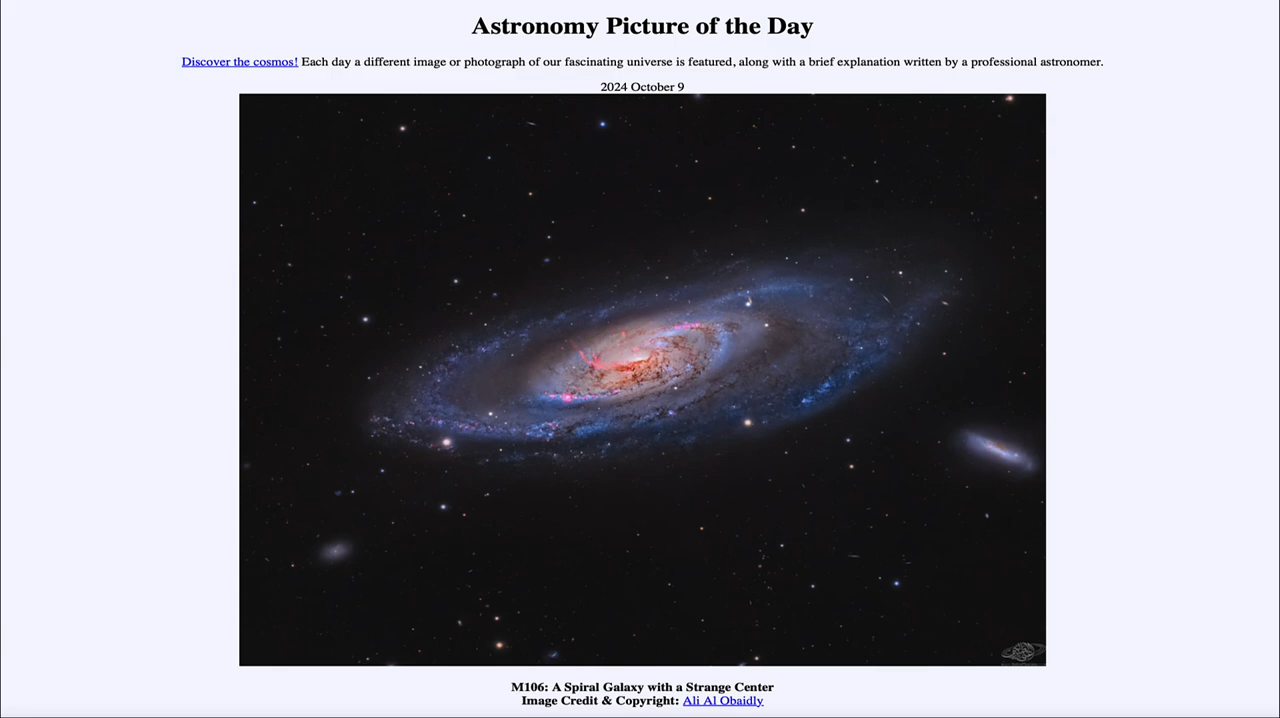 Astronomy Picture of the Day
Discover the cosmos! Each day a different image or photograph of our fascinating universe is featured, along with a brief explanation written by a professional astronomer.
2024 October 9
M106: A Spiral Galaxy with a Strange Center
Image Credit & Copyright: Ali Al Obaidly